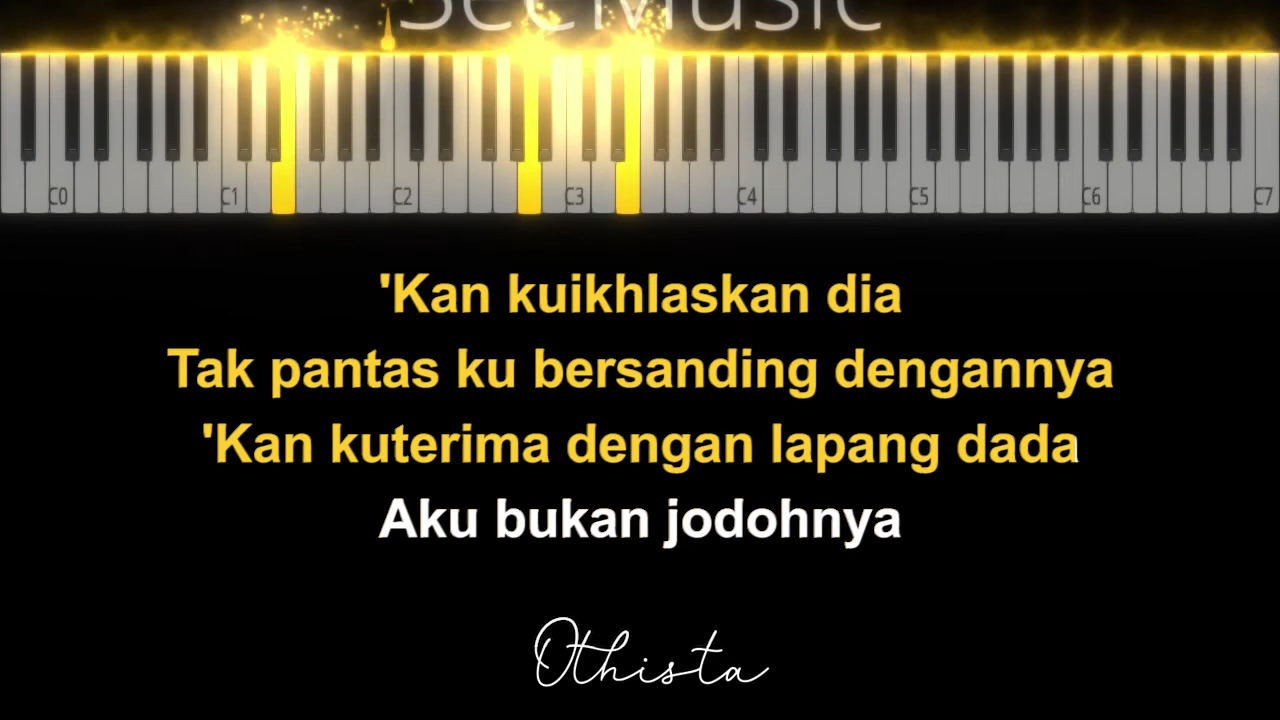 SeeMusic
C0 C1 C2 C3 C4 C5 C6 C7
'Kan kuikhlaskan dia
Tak pantas ku bersanding dengannya
'Kan kuterima dengan lapang dada
Aku bukan jodohnya
Othista